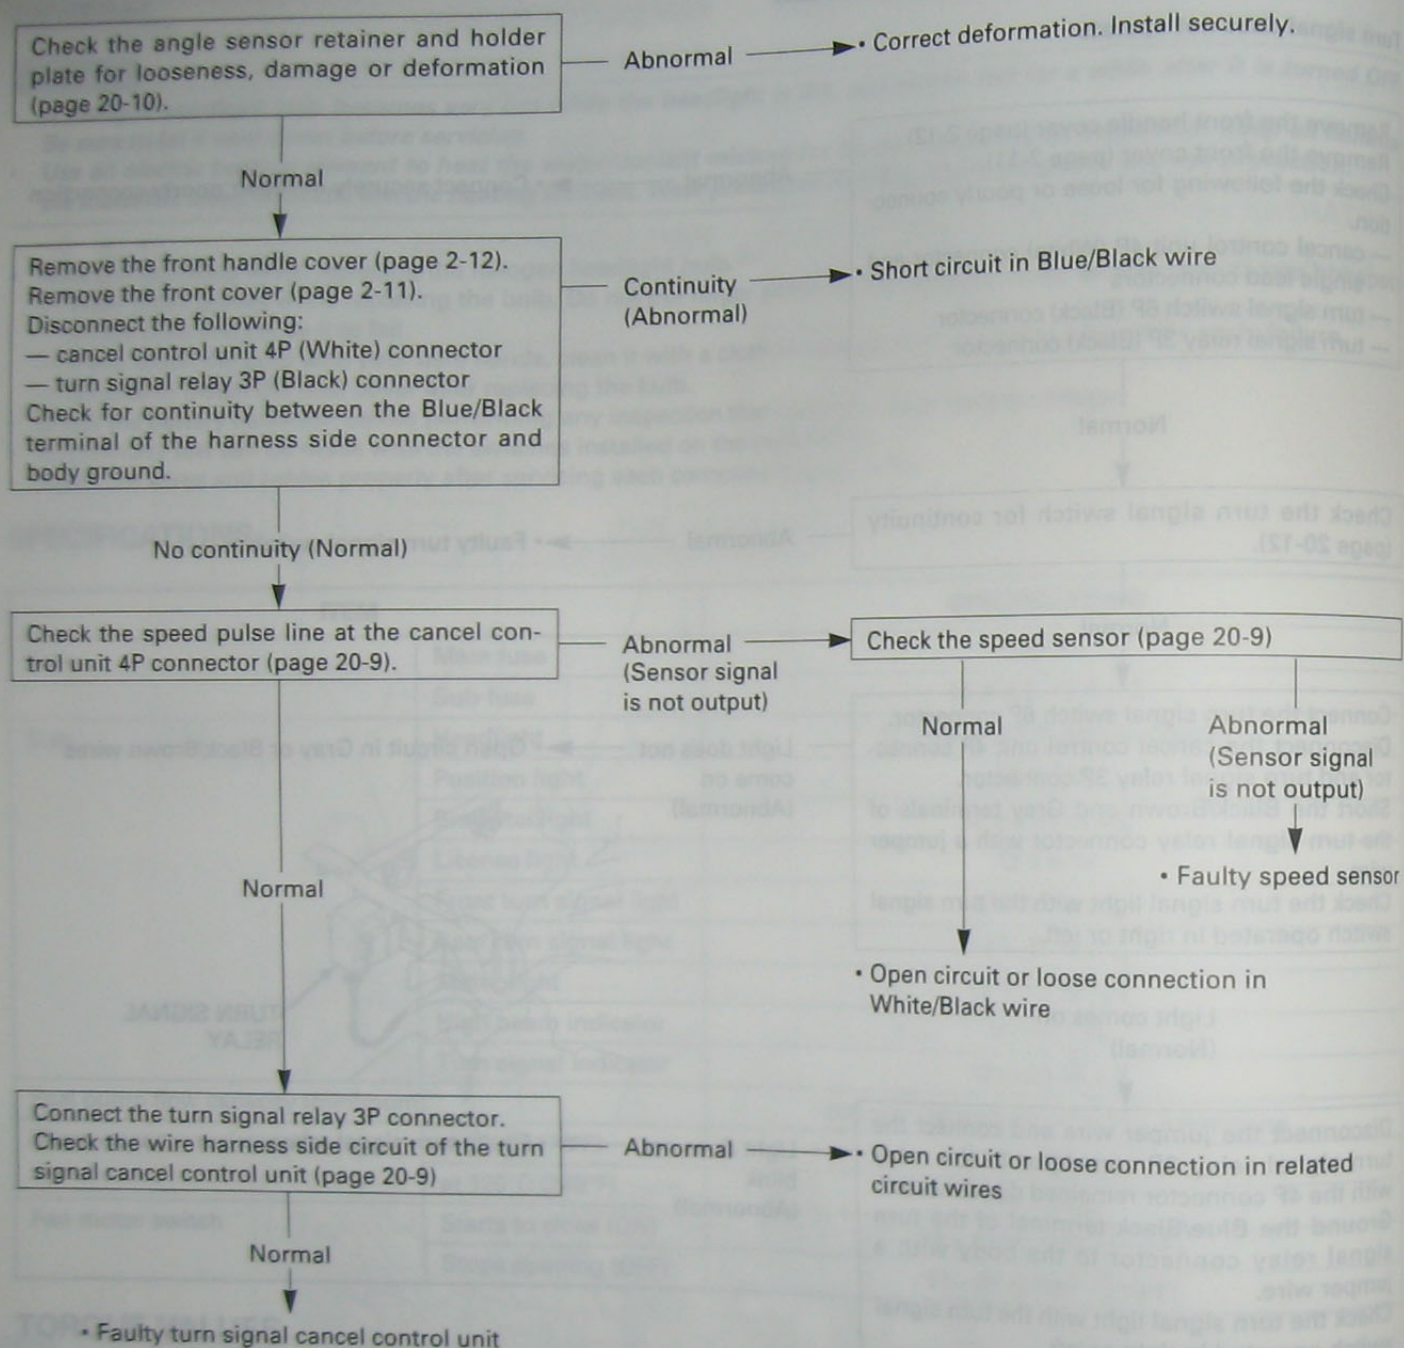 Check the angle sensor retainer and holder
plate for looseness, damage or deformation
(page 20-10).
Abnormal
• Correct deformation. Install securely.
Normal
Remove the front handle cover (page 2-12).
Remove the front cover (page 2-11).
Disconnect the following:
— cancel control unit 4P (White) connector
— turn signal relay 3P (Black) connector
Check for continuity between the Blue/Black
terminal of the harness side connector and
body ground.
Continuity
(Abnormal)
• Short circuit in Blue/Black wire
No continuity (Normal)
Check the speed pulse line at the cancel con-
trol unit 4P connector (page 20-9).
Abnormal
(Sensor signal
is not output)
Check the speed sensor (page 20-9)
Normal
Abnormal
(Sensor signal
is not output)
• Faulty speed sensor
• Open circuit or loose connection in
White/Black wire
Normal
Connect the turn signal relay 3P connector.
Check the wire harness side circuit of the turn
signal cancel control unit (page 20-9)
Abnormal
• Open circuit or loose connection in related
circuit wires
Normal
• Faulty turn signal cancel control unit